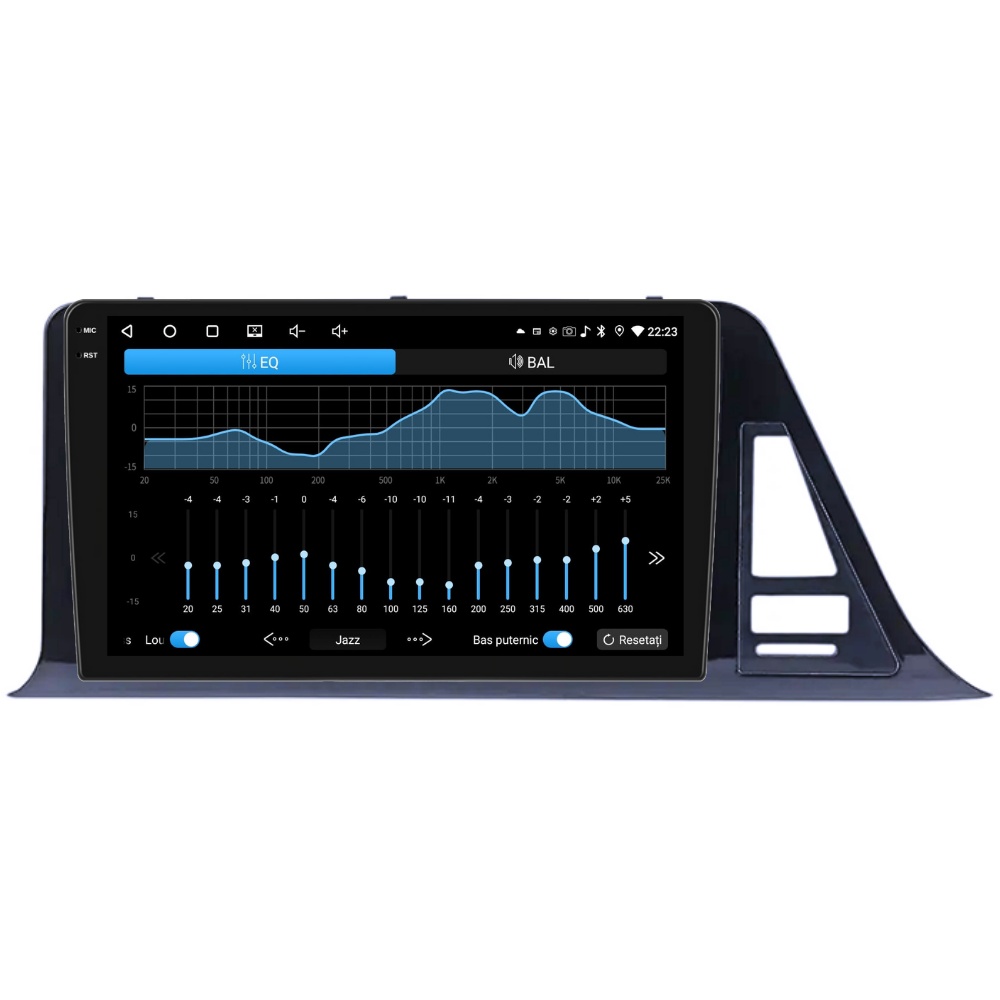 MIC
22:23
RST
EQ
BAL
15
0
-15
20 50 100 200 500 1K 2K 5K 10K 25K
-4 -4 -3 -1 0 -4 -6 -10 -10 -11 -4 -3 -2 -2 +2 +5
15
0
-15
20 25 31 40 50 63 80 100 125 160 200 250 315 400 500 630
s Lou Jazz Bas puternic Resetați